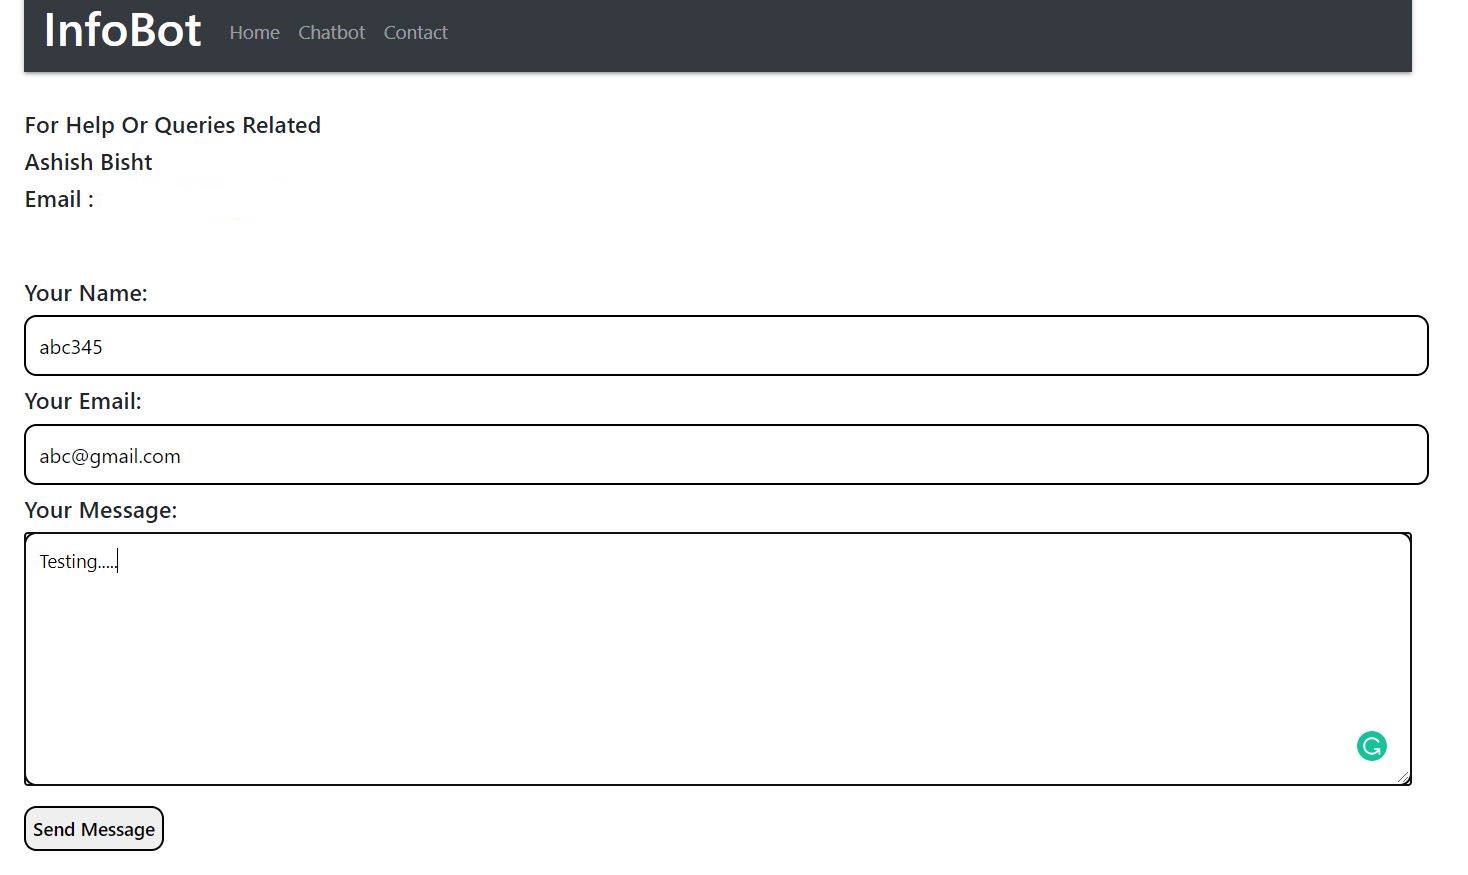 InfoBot Home Chatbot Contact
For Help Or Queries Related
Ashish Bisht
Email :
Your Name:
abc345
Your Email:
abc@gmail.com
Your Message:
Testing.....
Send Message